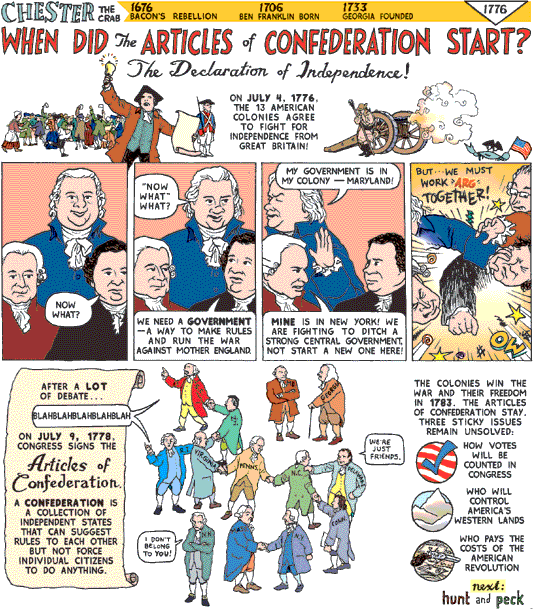 CHESTER THE CRAB
1676
BACON'S REBELLION
1706
BEN FRANKLIN BORN
1733
GEORGIA FOUNDED
1776
WHEN DID The ARTICLES of CONFEDERATION START?
The Declaration of Independence!
ON JULY 4, 1776,
THE 13 AMERICAN
COLONIES AGREE
TO FIGHT FOR
INDEPENDENCE FROM
GREAT BRITAIN!
NOW
WHAT?
"NOW
WHAT"
WHAT?
WE NEED A GOVERNMENT
—A WAY TO MAKE RULES
AND RUN THE WAR
AGAINST MOTHER ENGLAND.
MY GOVERNMENT IS IN
MY COLONY — MARYLAND!
MINE IS IN NEW YORK! WE
ARE FIGHTING TO DITCH A
STRONG CENTRAL GOVERNMENT,
NOT START A NEW ONE HERE!
BUT...WE MUST
WORK >ARG<
TOGETHER!
OW
AFTER A LOT
OF DEBATE...
BLAHBLAHBLAHBLAHBLAH
ON JULY 9, 1778,
CONGRESS SIGNS THE
Articles of
Confederation.
A CONFEDERATION IS
A COLLECTION OF
INDEPENDENT STATES
THAT CAN SUGGEST
RULES TO EACH OTHER
BUT NOT FORCE
INDIVIDUAL CITIZENS
TO DO ANYTHING.
GEORGIA
VIRGINIA
PENNS.
N.C.
DELAWARE
WE'RE
JUST
FRIENDS.
I DON'T
BELONG
TO YOU!
THE COLONIES WIN THE
WAR AND THEIR FREEDOM
IN 1783. THE ARTICLES
OF CONFEDERATION STAY.
THREE STICKY ISSUES
REMAIN UNSOLVED:
HOW VOTES
WILL BE
COUNTED IN
CONGRESS
WHO WILL
CONTROL
AMERICA'S
WESTERN LANDS
WHO PAYS THE
COSTS OF THE
AMERICAN
REVOLUTION
next:
hunt and peck